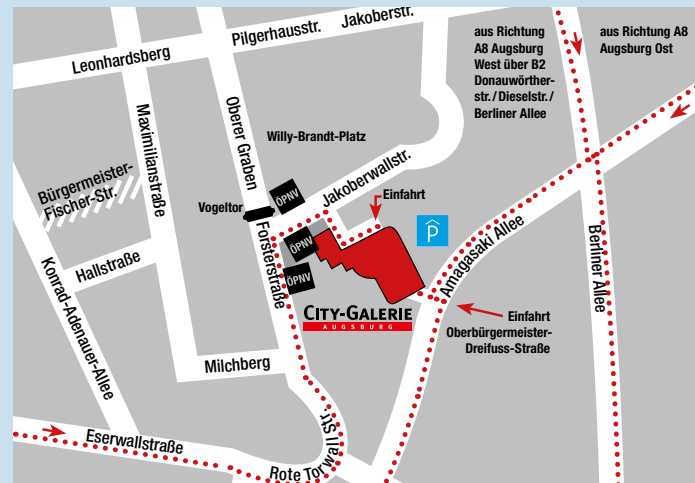 Leonhardsberg
Pilgerhausstr.
Jakoberstr.
aus Richtung
A8 Augsburg
West über B2
Donauwörther-
str./Dieselstr./
Berliner Allee
aus Richtung A8
Augsburg Ost
Maximilianstraße
Oberer Graben
Willy-Brandt-Platz
Jakoberwallstr.
Bürgermeister-
Fischer-Str.
ÖPNV
Vogeltor
Einfahrt
P
Forsterstraße
ÖPNV
ÖPNV
Hallstraße
Konrad-Adenauer-Allee
Amagasaki Allee
Berliner Allee
CITY-GALERIE
AUGSBURG
Einfahrt
Oberbürgermeister-
Dreifuss-Straße
Milchberg
Eserwallstraße
Rote Torwall Str.